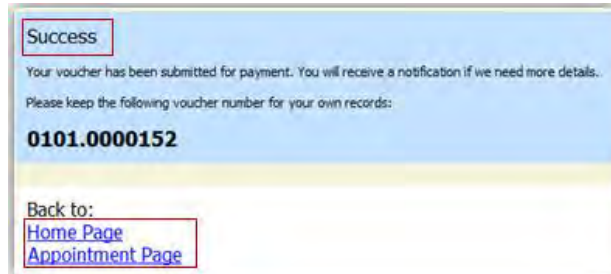 Success
Your voucher has been submitted for payment. You will receive a notification if we need more details.
Please keep the following voucher number for your own records:
0101.0000152
Back to:
Home Page
Appointment Page